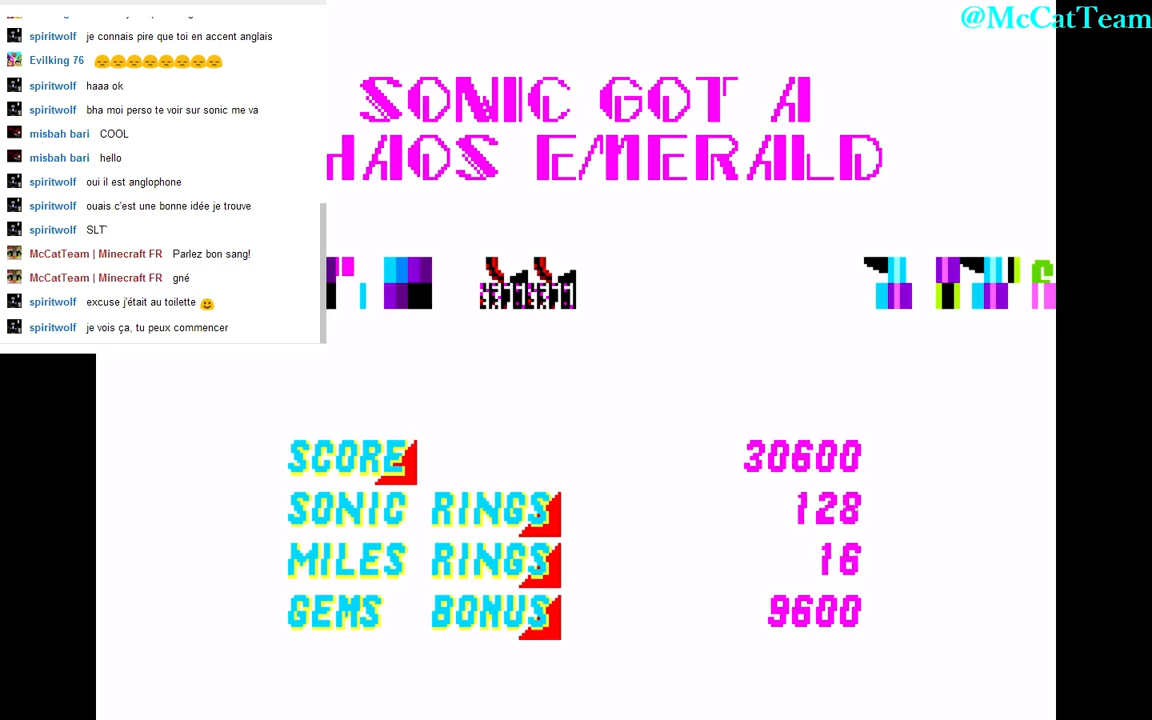 @McCatTeam
spiritwolf je connais pire que toi en accent anglais
Evilking 76
spiritwolf haaa ok
spiritwolf bha moi perso te voir sur sonic me va
misbah bari COOL
misbah bari hello
spiritwolf oui il est anglophone
spiritwolf ouais c'est une bonne idée je trouve
spiritwolf SLT"
McCatTeam | Minecraft FR Parlez bon sang!
McCatTeam | Minecraft FR gné
spiritwolf excuse j'était au toilette
spiritwolf je vois ça, tu peux commencer
SONIC GOT A
HAOS EMERALD
SCORE 30600
SONIC RINGS 128
MILES RINGS 16
GEMS BONUS 9600